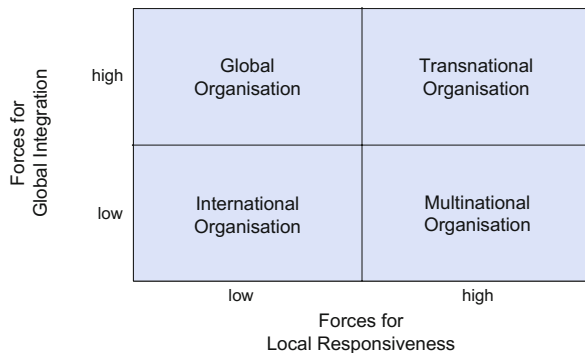 Forces for
Global Integration
high
low
Global
Organisation
Transnational
Organisation
International
Organisation
Multinational
Organisation
low
high
Forces for
Local Responsiveness